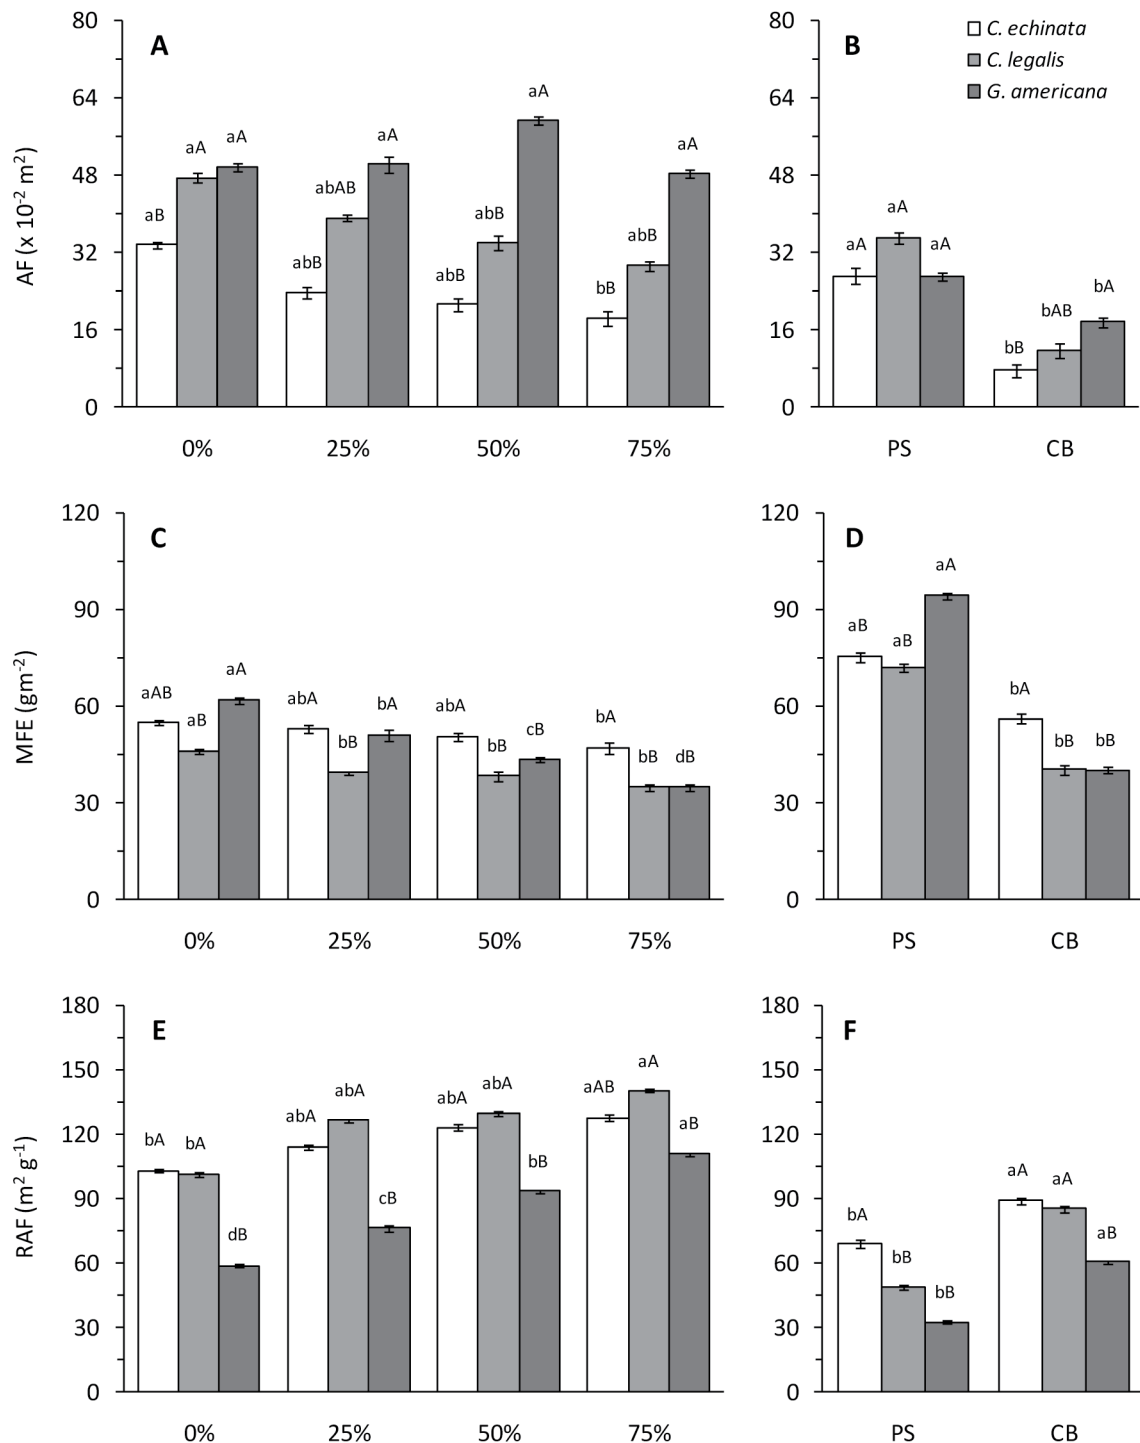 A
B
C. echinata
C. legalis
G. americana
AF (x 10⁻² m²)
80
64
48
32
16
0
aB
aA
aA
abB
abAB
aA
abB
abB
aA
bB
abB
aA
0%
25%
50%
75%
80
64
48
32
16
0
aA
aA
aA
bB
bAB
bA
PS
CB
C
D
MFE (gm⁻²)
120
90
60
30
0
aAB
aB
aA
abA
bB
bA
abA
bB
cB
bA
bB
dB
0%
25%
50%
75%
120
90
60
30
0
aB
aB
aA
bA
bB
bB
PS
CB
E
F
RAF (m² g⁻¹)
180
150
120
90
60
30
0
bA
bA
dB
abA
abA
cB
abA
abA
bB
aAB
aA
aB
0%
25%
50%
75%
180
150
120
90
60
30
0
bA
bB
bB
aA
aA
aB
PS
CB